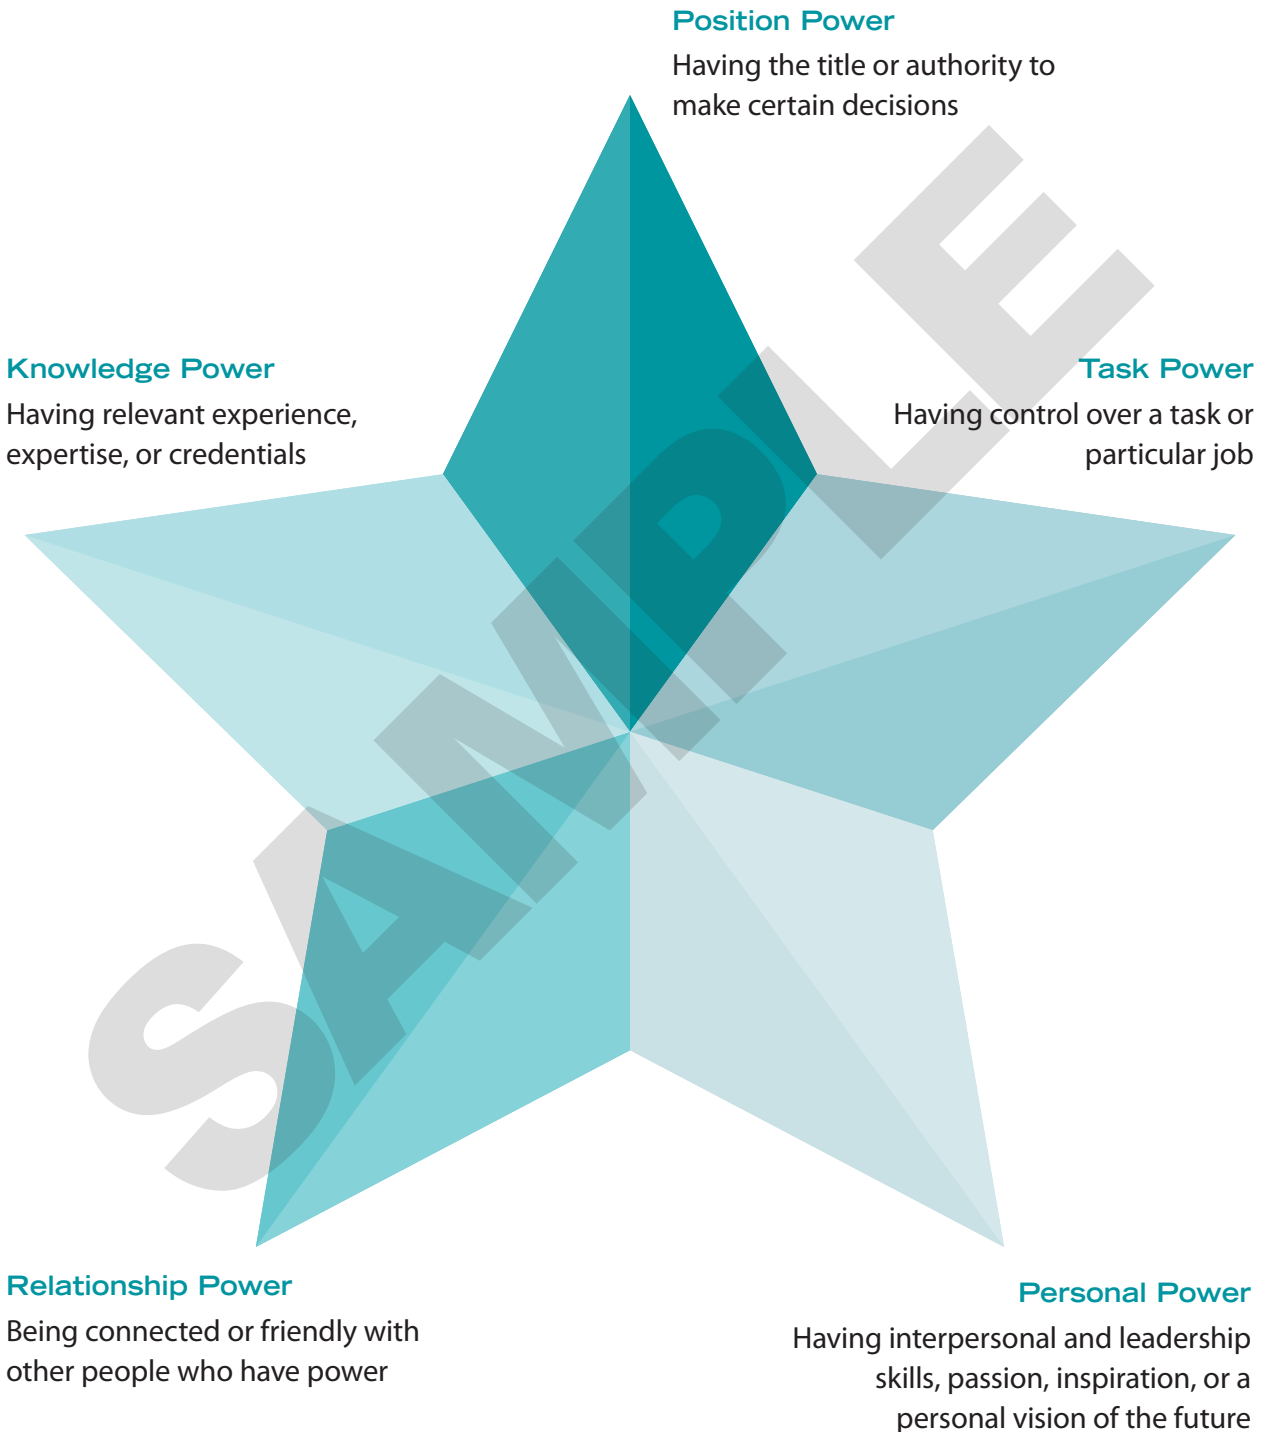 Position Power
Having the title or authority to
make certain decisions
Knowledge Power
Having relevant experience,
expertise, or credentials
Task Power
Having control over a task or
particular job
SAMPLE
Relationship Power
Being connected or friendly with
other people who have power
Personal Power
Having interpersonal and leadership
skills, passion, inspiration, or a
personal vision of the future